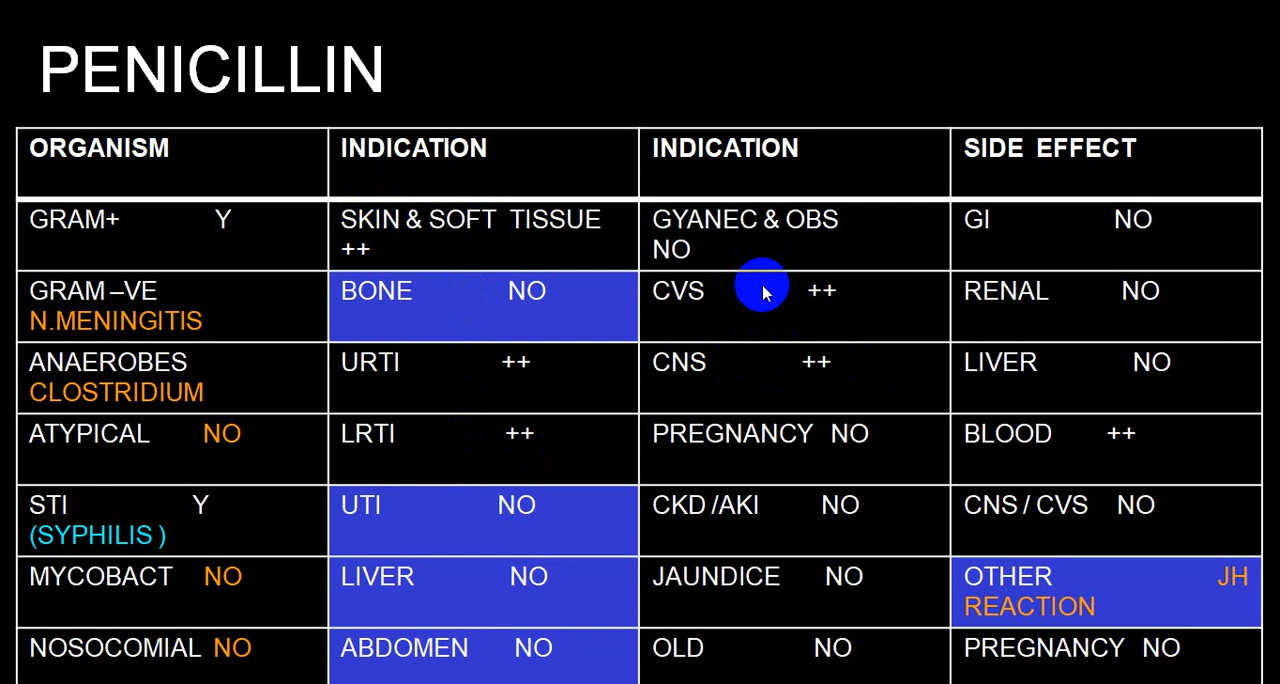 PENICILLIN
ORGANISM INDICATION INDICATION SIDE EFFECT
GRAM+ Y SKIN & SOFT TISSUE GYANEC & OBS GI NO
++ NO
GRAM –VE BONE NO CVS ++ RENAL NO
N.MENINGITIS
ANAEROBES URTI ++ CNS ++ LIVER NO
CLOSTRIDIUM
ATYPICAL NO LRTI ++ PREGNANCY NO BLOOD ++
STI Y UTI NO CKD /AKI NO CNS / CVS NO
(SYPHILIS )
MYCOBACT NO LIVER NO JAUNDICE NO OTHER JH
REACTION
NOSOCOMIAL NO ABDOMEN NO OLD NO PREGNANCY NO